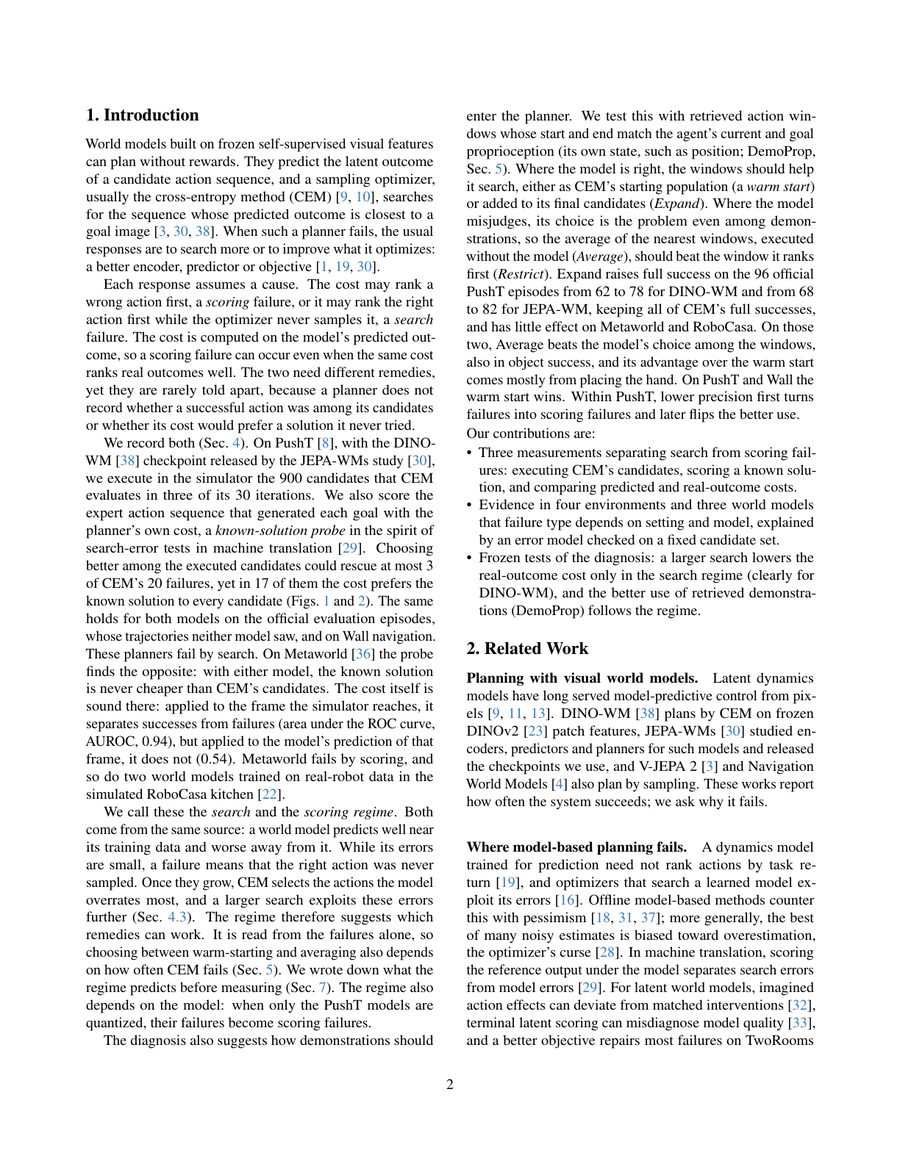 1. Introduction
World models built on frozen self-supervised visual features
can plan without rewards. They predict the latent outcome
of a candidate action sequence, and a sampling optimizer,
usually the cross-entropy method (CEM) [9, 10], searches
for the sequence whose predicted outcome is closest to a
goal image [3, 30, 38]. When such a planner fails, the usual
responses are to search more or to improve what it optimizes:
a better encoder, predictor or objective [1, 19, 30].
Each response assumes a cause. The cost may rank a
wrong action first, a scoring failure, or it may rank the right
action first while the optimizer never samples it, a search
failure. The cost is computed on the model's predicted out-
come, so a scoring failure can occur even when the same cost
ranks real outcomes well. The two need different remedies,
yet they are rarely told apart, because a planner does not
record whether a successful action was among its candidates
or whether its cost would prefer a solution it never tried.
We record both (Sec. 4). On PushT [8], with the DINO-
WM [38] checkpoint released by the JEPA-WMs study [30],
we execute in the simulator the 900 candidates that CEM
evaluates in three of its 30 iterations. We also score the
expert action sequence that generated each goal with the
planner's own cost, a known-solution probe in the spirit of
search-error tests in machine translation [29]. Choosing
better among the executed candidates could rescue at most 3
of CEM's 20 failures, yet in 17 of them the cost prefers the
known solution to every candidate (Figs. 1 and 2). The same
holds for both models on the official evaluation episodes,
whose trajectories neither model saw, and on Wall navigation.
These planners fail by search. On Metaworld [36] the probe
finds the opposite: with either model, the known solution
is never cheaper than CEM's candidates. The cost itself is
sound there: applied to the frame the simulator reaches, it
separates successes from failures (area under the ROC curve,
AUROC, 0.94), but applied to the model's prediction of that
frame, it does not (0.54). Metaworld fails by scoring, and
so do two world models trained on real-robot data in the
simulated RoboCasa kitchen [22].
We call these the search and the scoring regime. Both
come from the same source: a world model predicts well near
its training data and worse away from it. While its errors
are small, a failure means that the right action was never
sampled. Once they grow, CEM selects the actions the model
overrates most, and a larger search exploits these errors
further (Sec. 4.3). The regime therefore suggests which
remedies can work. It is read from the failures alone, so
choosing between warm-starting and averaging also depends
on how often CEM fails (Sec. 5). We wrote down what the
regime predicts before measuring (Sec. 7). The regime also
depends on the model: when only the PushT models are
quantized, their failures become scoring failures.
The diagnosis also suggests how demonstrations should
enter the planner. We test this with retrieved action win-
dows whose start and end match the agent's current and goal
proprioception (its own state, such as position; DemoProp,
Sec. 5). Where the model is right, the windows should help
it search, either as CEM's starting population (a warm start)
or added to its final candidates (Expand). Where the model
misjudges, its choice is the problem even among demon-
strations, so the average of the nearest windows, executed
without the model (Average), should beat the window it ranks
first (Restrict). Expand raises full success on the 96 official
PushT episodes from 62 to 78 for DINO-WM and from 68
to 82 for JEPA-WM, keeping all of CEM's full successes,
and has little effect on Metaworld and RoboCasa. On those
two, Average beats the model's choice among the windows,
also in object success, and its advantage over the warm start
comes mostly from placing the hand. On PushT and Wall the
warm start wins. Within PushT, lower precision first turns
failures into scoring failures and later flips the better use.
Our contributions are:
• Three measurements separating search from scoring fail-
ures: executing CEM's candidates, scoring a known solu-
tion, and comparing predicted and real-outcome costs.
• Evidence in four environments and three world models
that failure type depends on setting and model, explained
by an error model checked on a fixed candidate set.
• Frozen tests of the diagnosis: a larger search lowers the
real-outcome cost only in the search regime (clearly for
DINO-WM), and the better use of retrieved demonstra-
tions (DemoProp) follows the regime.
2. Related Work
Planning with visual world models. Latent dynamics
models have long served model-predictive control from pix-
els [9, 11, 13]. DINO-WM [38] plans by CEM on frozen
DINOv2 [23] patch features, JEPA-WMs [30] studied en-
coders, predictors and planners for such models and released
the checkpoints we use, and V-JEPA 2 [3] and Navigation
World Models [4] also plan by sampling. These works report
how often the system succeeds; we ask why it fails.
Where model-based planning fails. A dynamics model
trained for prediction need not rank actions by task re-
turn [19], and optimizers that search a learned model ex-
ploit its errors [16]. Offline model-based methods counter
this with pessimism [18, 31, 37]; more generally, the best
of many noisy estimates is biased toward overestimation,
the optimizer's curse [28]. In machine translation, scoring
the reference output under the model separates search errors
from model errors [29]. For latent world models, imagined
action effects can deviate from matched interventions [32],
terminal latent scoring can misdiagnose model quality [33],
and a better objective repairs most failures on TwoRooms
2